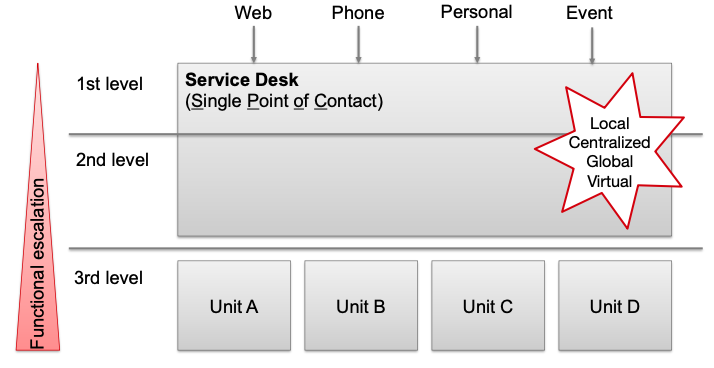 Web Phone Personal Event
1st level
Service Desk
(Single Point of Contact)
Local
Centralized
Global
Virtual
2nd level
Functional escalation
3rd level
Unit A Unit B Unit C Unit D